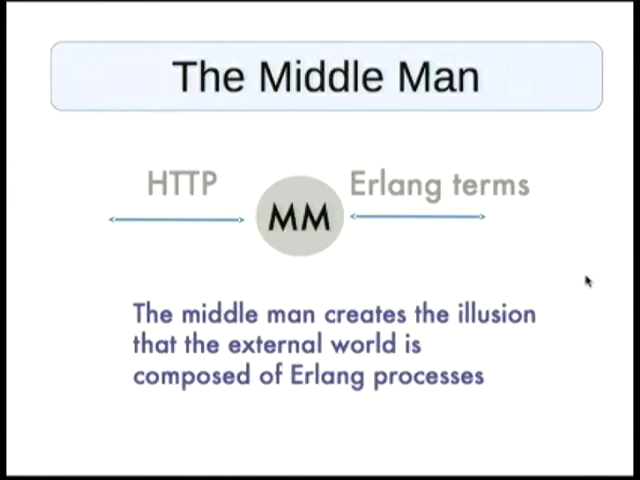 The Middle Man
HTTP
MM
Erlang terms
The middle man creates the illusion
that the external world is
composed of Erlang processes